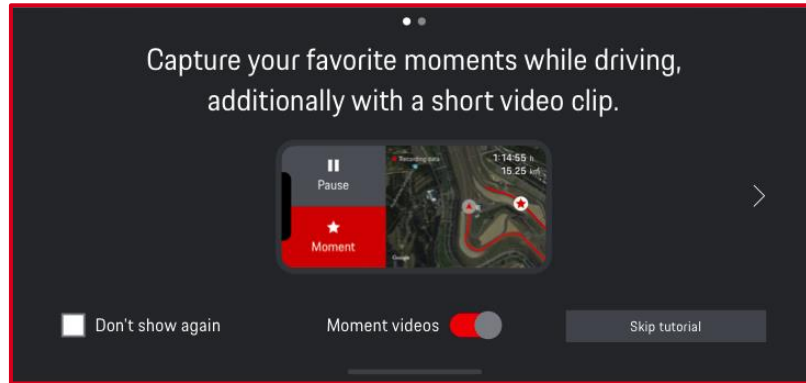 Capture your favorite moments while driving,
additionally with a short video clip.
Pause
Moment
Recording data
1:14:55 h
15.25 km
Google
Don't show again
Moment videos
Skip tutorial